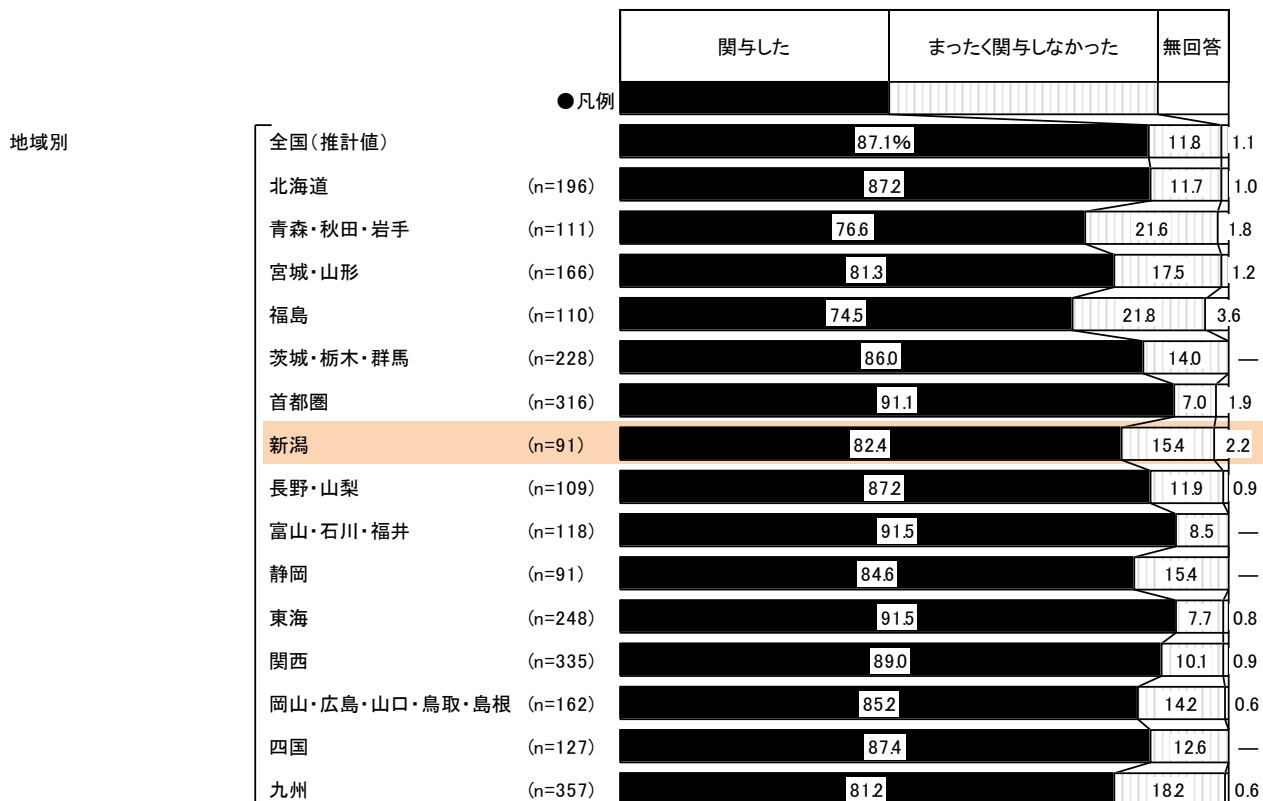 関与した まったく関与しなかった 無回答
●凡例
地域別
全国(推計値) 87.1% 11.8 1.1
北海道 (n=196) 87.2 11.7 1.0
青森・秋田・岩手 (n=111) 76.6 21.6 1.8
宮城・山形 (n=166) 81.3 17.5 1.2
福島 (n=110) 74.5 21.8 3.6
茨城・栃木・群馬 (n=228) 86.0 14.0 ―
首都圏 (n=316) 91.1 7.0 1.9
新潟 (n=91) 82.4 15.4 2.2
長野・山梨 (n=109) 87.2 11.9 0.9
富山・石川・福井 (n=118) 91.5 8.5 ―
静岡 (n=91) 84.6 15.4 ―
東海 (n=248) 91.5 7.7 0.8
関西 (n=335) 89.0 10.1 0.9
岡山・広島・山口・鳥取・島根 (n=162) 85.2 14.2 0.6
四国 (n=127) 87.4 12.6 ―
九州 (n=357) 81.2 18.2 0.6